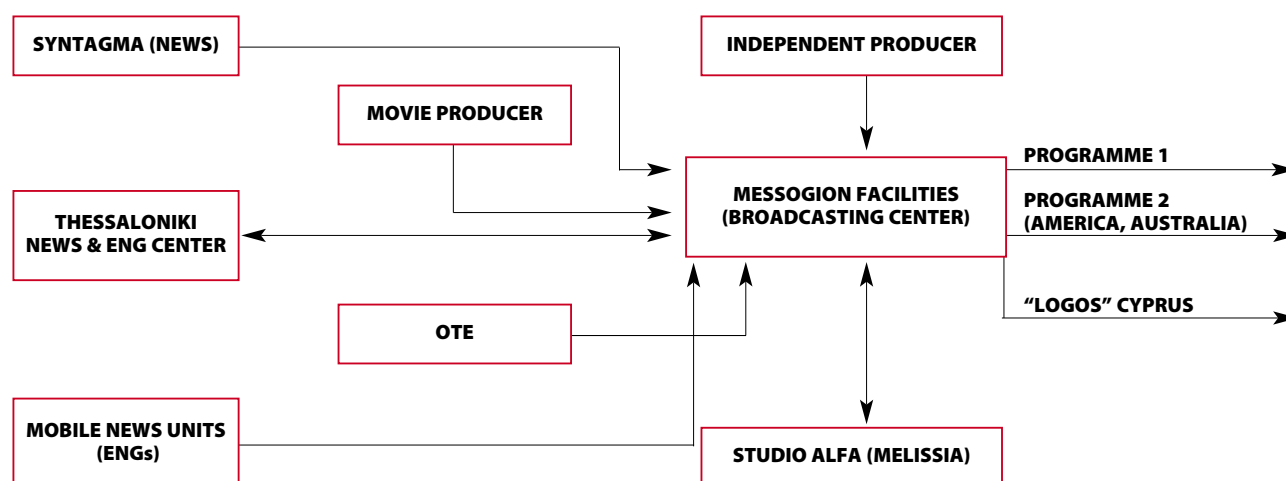 SYNTAGMA (NEWS)
INDEPENDENT PRODUCER
MOVIE PRODUCER
MESSOGION FACILITIES
(BROADCASTING CENTER)
PROGRAMME 1
PROGRAMME 2
(AMERICA, AUSTRALIA)
“LOGOS” CYPRUS
THESSALONIKI
NEWS & ENG CENTER
OTE
MOBILE NEWS UNITS
(ENGs)
STUDIO ALFA (MELISSIA)